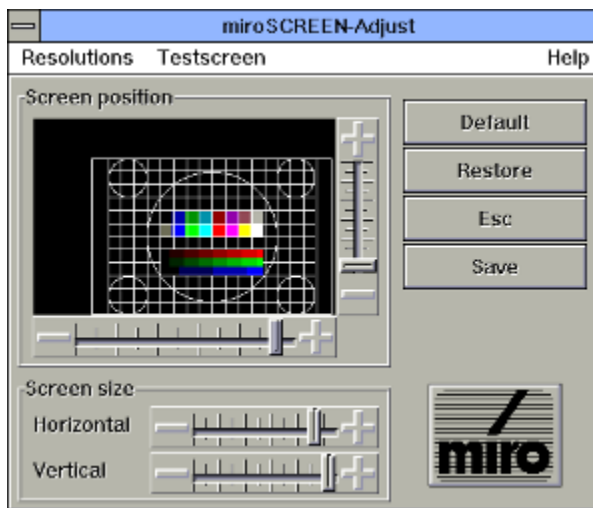 miroSCREEN-Adjust
Resolutions Testscreen Help
Screen position
Default
Restore
Esc
Save
Screen size
Horizontal
Vertical
miro